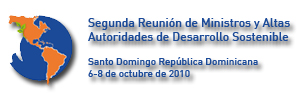 Segunda Reunión de Ministros y Altas
Autoridades de Desarrollo Sostenible
Santo Domingo República Dominicana
6-8 de octubre de 2010